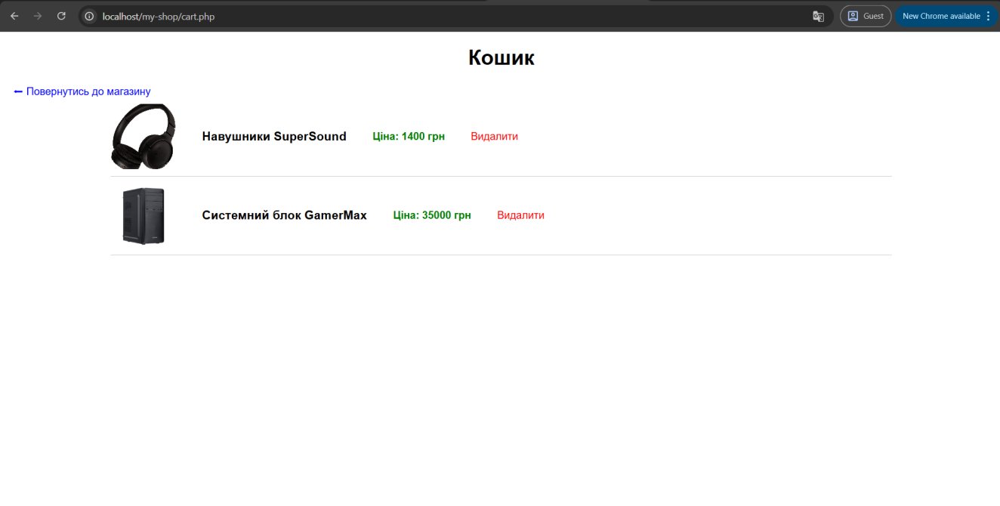 localhost/my-shop/cart.php
Guest
New Chrome available
Кошик
← Повернутись до магазину
Навушники SuperSound Ціна: 1400 грн Видалити
Системний блок GamerMax Ціна: 35000 грн Видалити